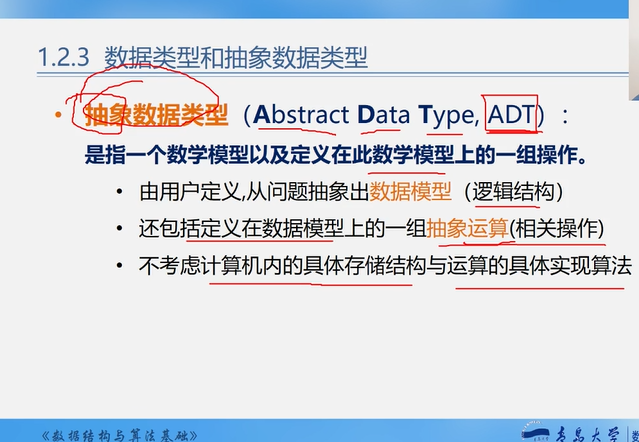 1.2.3 数据类型和抽象数据类型
• 抽象数据类型（Abstract Data Type, ADT）：
是指一个数学模型以及定义在此数学模型上的一组操作。
• 由用户定义,从问题抽象出数据模型（逻辑结构）
• 还包括定义在数据模型上的一组抽象运算(相关操作)
• 不考虑计算机内的具体存储结构与运算的具体实现算法
《数据结构与算法基础》
青岛大学